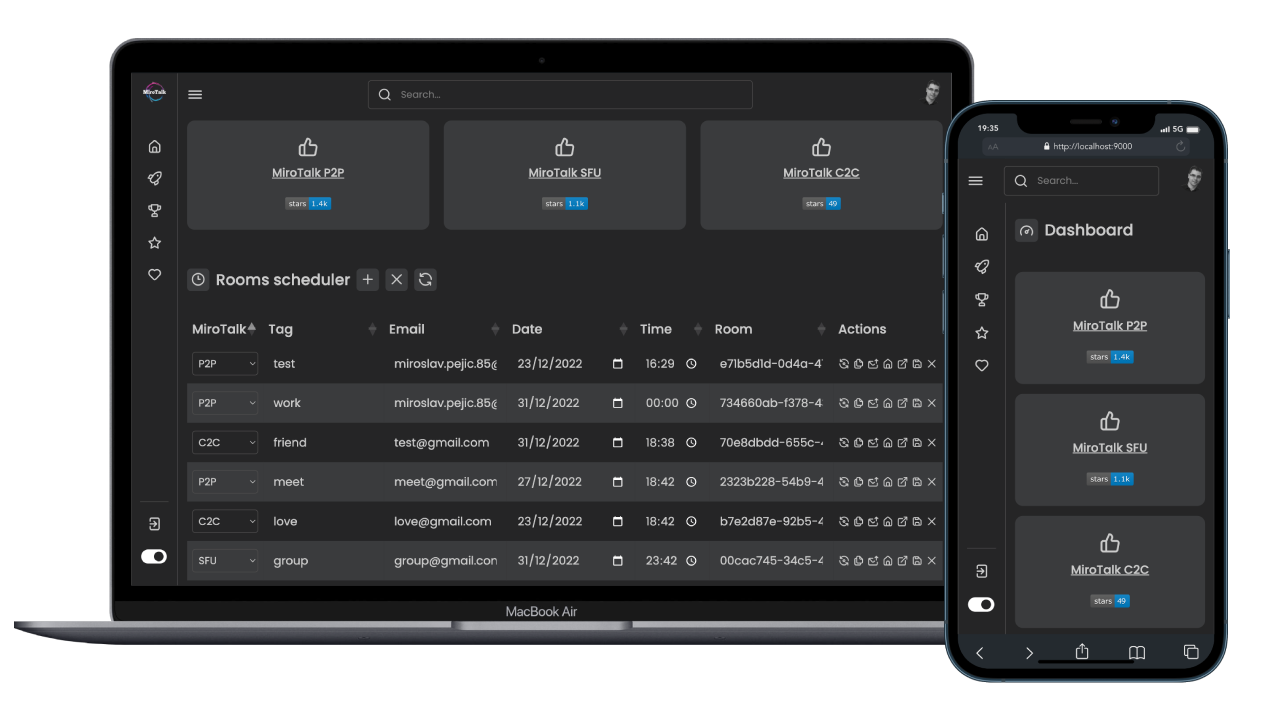 MiroTalk
Search...
MiroTalk P2P
stars 1.4k
MiroTalk SFU
stars 1.1k
MiroTalk C2C
stars 49
Rooms scheduler
MiroTalk Tag Email Date Time Room Actions
P2P test miroslav.pejic.85@ 23/12/2022 16:29 e71b5d1d-0d4a-4
P2P work miroslav.pejic.85@ 31/12/2022 00:00 734660ab-f378-4
C2C friend test@gmail.com 31/12/2022 18:38 70e8dbdd-655c-
P2P meet meet@gmail.com 27/12/2022 18:42 2323b228-54b9-4
C2C love love@gmail.com 23/12/2022 18:42 b7e2d87e-92b5-4
SFU group group@gmail.con 31/12/2022 23:42 00cac745-34c5-4
MacBook Air
19:35 5G
AA http://localhost:9000
Search...
Dashboard
MiroTalk P2P
stars 1.4k
MiroTalk SFU
stars 1.1k
MiroTalk C2C
stars 49